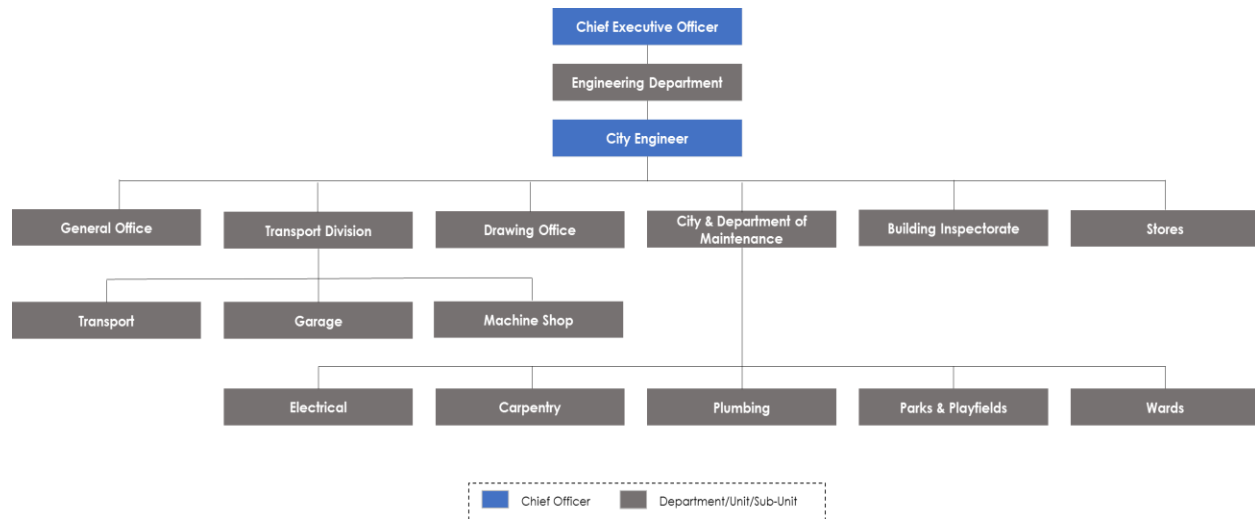 Chief Executive Officer
Engineering Department
City Engineer
General Office
Transport Division
Drawing Office
City & Department of
Maintenance
Building Inspectorate
Stores
Transport
Garage
Machine Shop
Electrical
Carpentry
Plumbing
Parks & Playfields
Wards
Chief Officer
Department/Unit/Sub-Unit